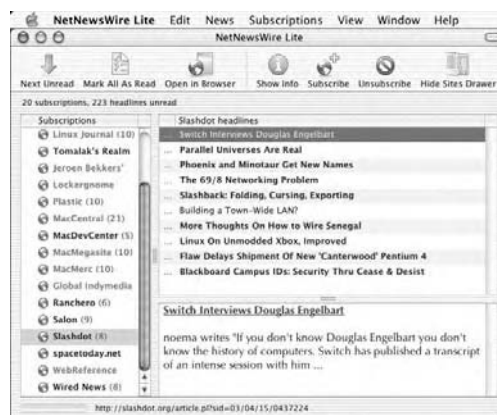 NetNewsWire Lite Edit News Subscriptions View Window Help
NetNewsWire Lite
Next Unread Mark All As Read Open in Browser Show Info Subscribe Unsubscribe Hide Sites Drawer
20 subscriptions, 223 headlines unread
Subscriptions
Linux Journal (10)
Tomalak's Realm
Jeroen Bekkers'
Lockergnome
Plastic (10)
MacCentral (21)
MacDevCenter (5)
MacMegasite (10)
MacMerc (10)
Global Indymedia
Ranchero (6)
Salon (9)
Slashdot (8)
spacetoday.net
WebReference
Wired News (8)
Slashdot headlines
... Switch Interviews Douglas Engelbart
... Parallel Universes Are Real
... Phoenix and Minotaur Get New Names
... The 69/8 Networking Problem
... Slashback: Folding, Cursing, Exporting
... Building a Town-Wide LAN?
... More Thoughts On How to Wire Senegal
... Linux On Unmodded Xbox, Improved
... Flaw Delays Shipment Of New 'Canterwood' Pentium 4
... Blackboard Campus IDs: Security Thru Cease & Desist
Switch Interviews Douglas Engelbart
noema writes "If you don't know Douglas Engelbart you don't
know the history of computers. Switch has published a transcript
of an intense session with him ...
http://slashdot.org/article.pl?sid=03/04/15/0437224